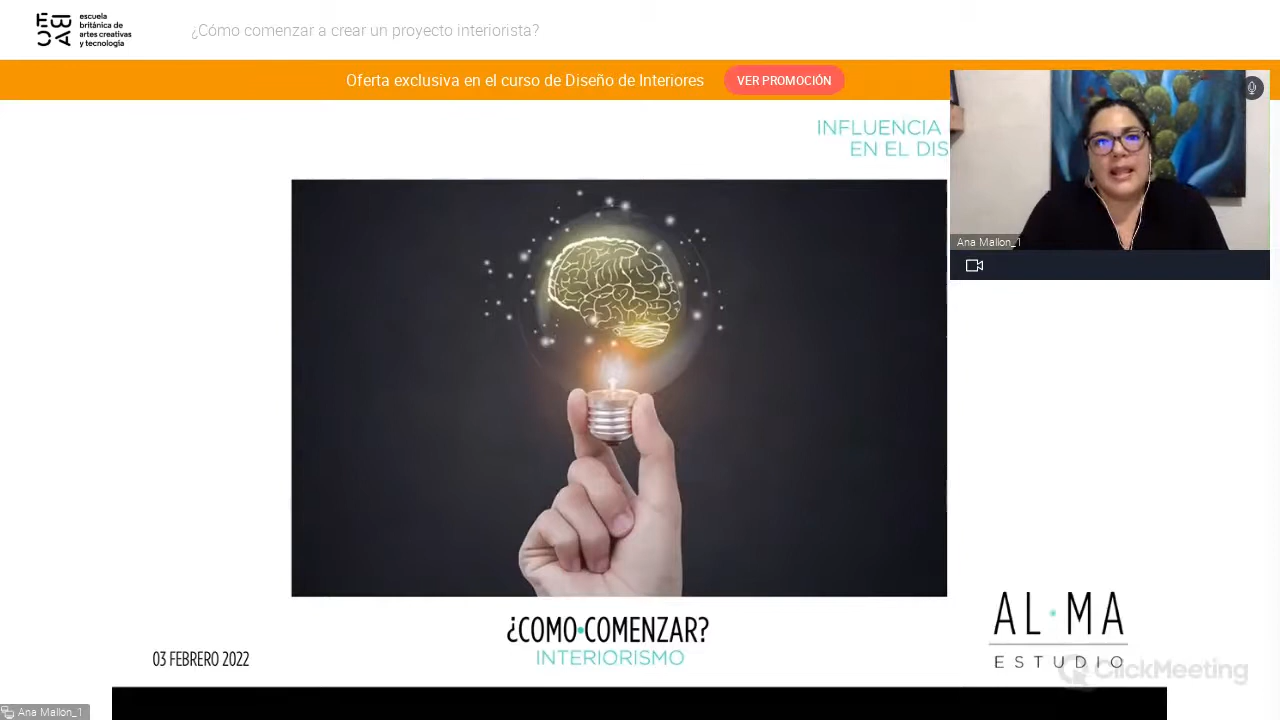 escuela
británica de
artes creativas
y tecnología
EBAC
¿Cómo comenzar a crear un proyecto interiorista?
Oferta exclusiva en el curso de Diseño de Interiores
VER PROMOCIÓN
INFLUENCIA
EN EL DIS
Ana Mallon_1
¿COMO•COMENZAR?
INTERIORISMO
03 FEBRERO 2022
AL•MA
ESTUDIO
ClickMeeting
Ana Mallon_1